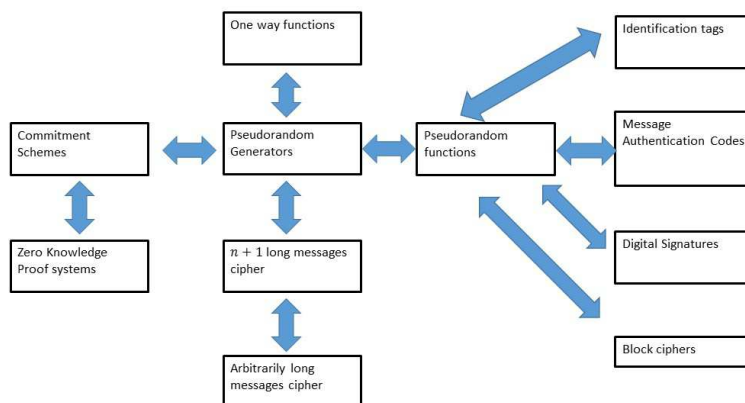 One way functions
Identification tags
Commitment
Schemes
Pseudorandom
Generators
Pseudorandom
functions
Message
Authentication Codes
Zero Knowledge
Proof systems
n + 1 long messages
cipher
Digital Signatures
Arbitrarily long
messages cipher
Block ciphers